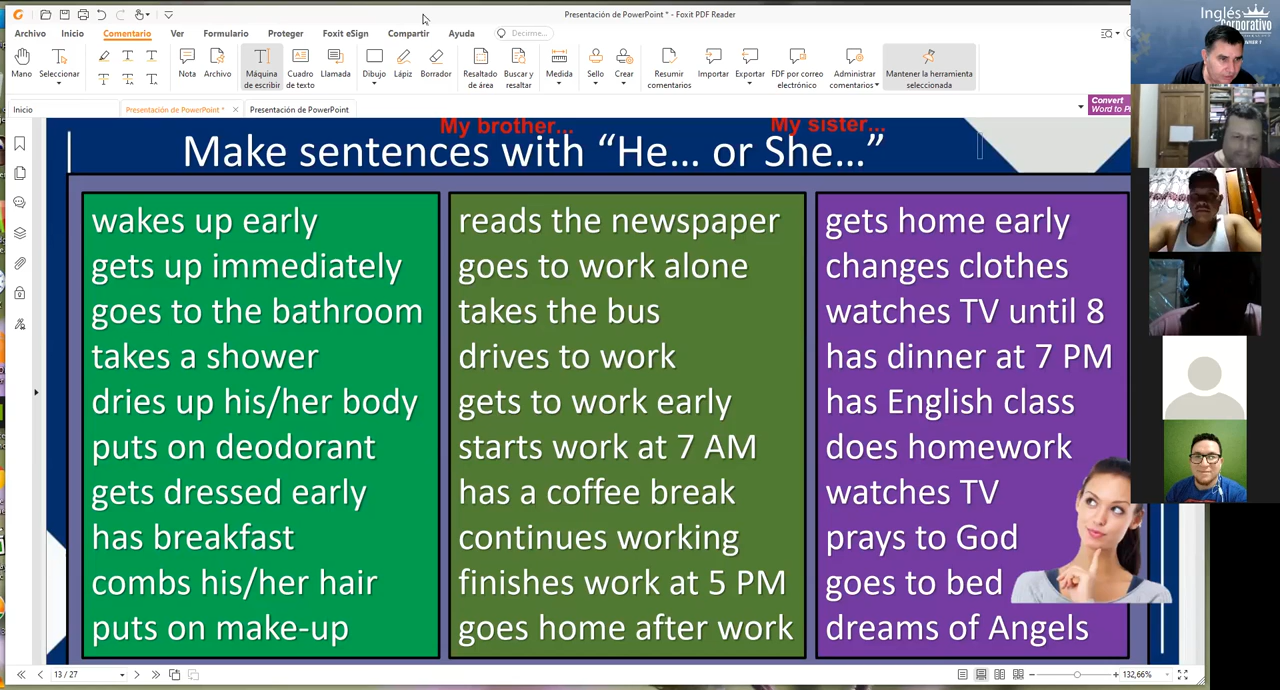 Presentación de PowerPoint * - Foxit PDF Reader
Archivo Inicio Comentario Ver Formulario Proteger Foxit eSign Compartir Ayuda Decirme...
Mano Seleccionar Nota Archivo Máquina de escribir Cuadro de texto Llamada Dibujo Lápiz Borrador Resaltado de área Buscar y resaltar Medida Sello Crear Resumir comentarios Importar Exportar PDF por correo electrónico Administrar comentarios Mantener la herramienta seleccionada
Inicio Presentación de PowerPoint * Presentación de PowerPoint
Convert
Inglés
Corporativo
My brother... My sister...
Make sentences with “He... or She...”
wakes up early
gets up immediately
goes to the bathroom
takes a shower
dries up his/her body
puts on deodorant
gets dressed early
has breakfast
combs his/her hair
puts on make-up
reads the newspaper
goes to work alone
takes the bus
drives to work
gets to work early
starts work at 7 AM
has a coffee break
continues working
finishes work at 5 PM
goes home after work
gets home early
changes clothes
watches TV until 8
has dinner at 7 PM
has English class
does homework
watches TV
prays to God
goes to bed
dreams of Angels
13 / 27
132,66%